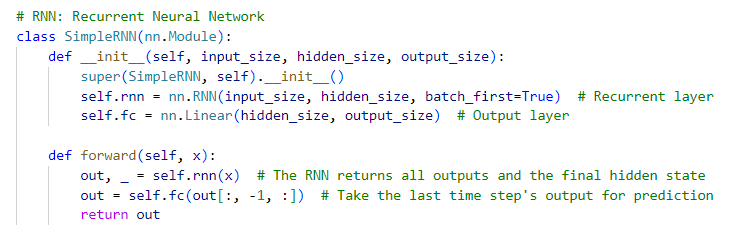 # RNN: Recurrent Neural Network
class SimpleRNN(nn.Module):
    def __init__(self, input_size, hidden_size, output_size):
        super(SimpleRNN, self).__init__()
        self.rnn = nn.RNN(input_size, hidden_size, batch_first=True)  # Recurrent layer
        self.fc = nn.Linear(hidden_size, output_size)  # Output layer

    def forward(self, x):
        out, _ = self.rnn(x)  # The RNN returns all outputs and the final hidden state
        out = self.fc(out[:, -1, :])  # Take the last time step's output for prediction
        return out